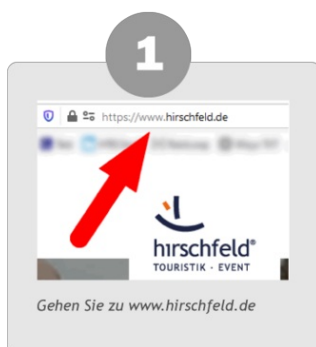 1
https://www.hirschfeld.de
hirschfeld®
TOURISTIK · EVENT
Gehen Sie zu www.hirschfeld.de